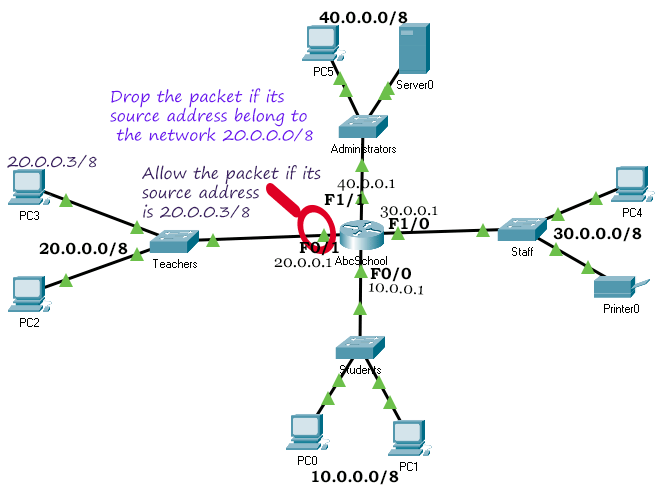 40.0.0.0/8
PC5
Server0
Drop the packet if its
source address belong to
the network 20.0.0.0/8
Administrators
20.0.0.3/8
Allow the packet if its
source address
is 20.0.0.3/8
40.0.0.1
F1/1
30.0.0.1
F1/0
PC3
PC4
20.0.0.0/8
F0/1
20.0.0.1
AbcSchool
30.0.0.0/8
Teachers
Staff
F0/0
10.0.0.1
PC2
Printer0
Students
PC0
PC1
10.0.0.0/8